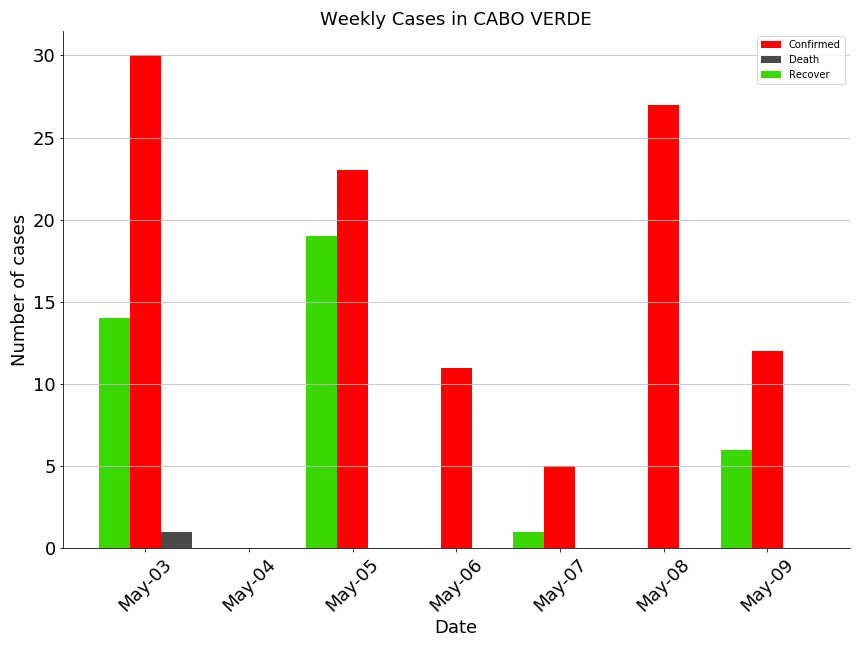 Weekly Cases in CABO VERDE
Confirmed
Death
Recover
Number of cases
30
25
20
15
10
5
0
May-03
May-04
May-05
May-06
May-07
May-08
May-09
Date